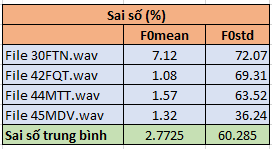 Sai số (%)
F0mean F0std
File 30FTN.wav 7.12 72.07
File 42FQT.wav 1.08 69.31
File 44MTT.wav 1.57 63.52
File 45MDV.wav 1.32 36.24
Sai số trung bình 2.7725 60.285